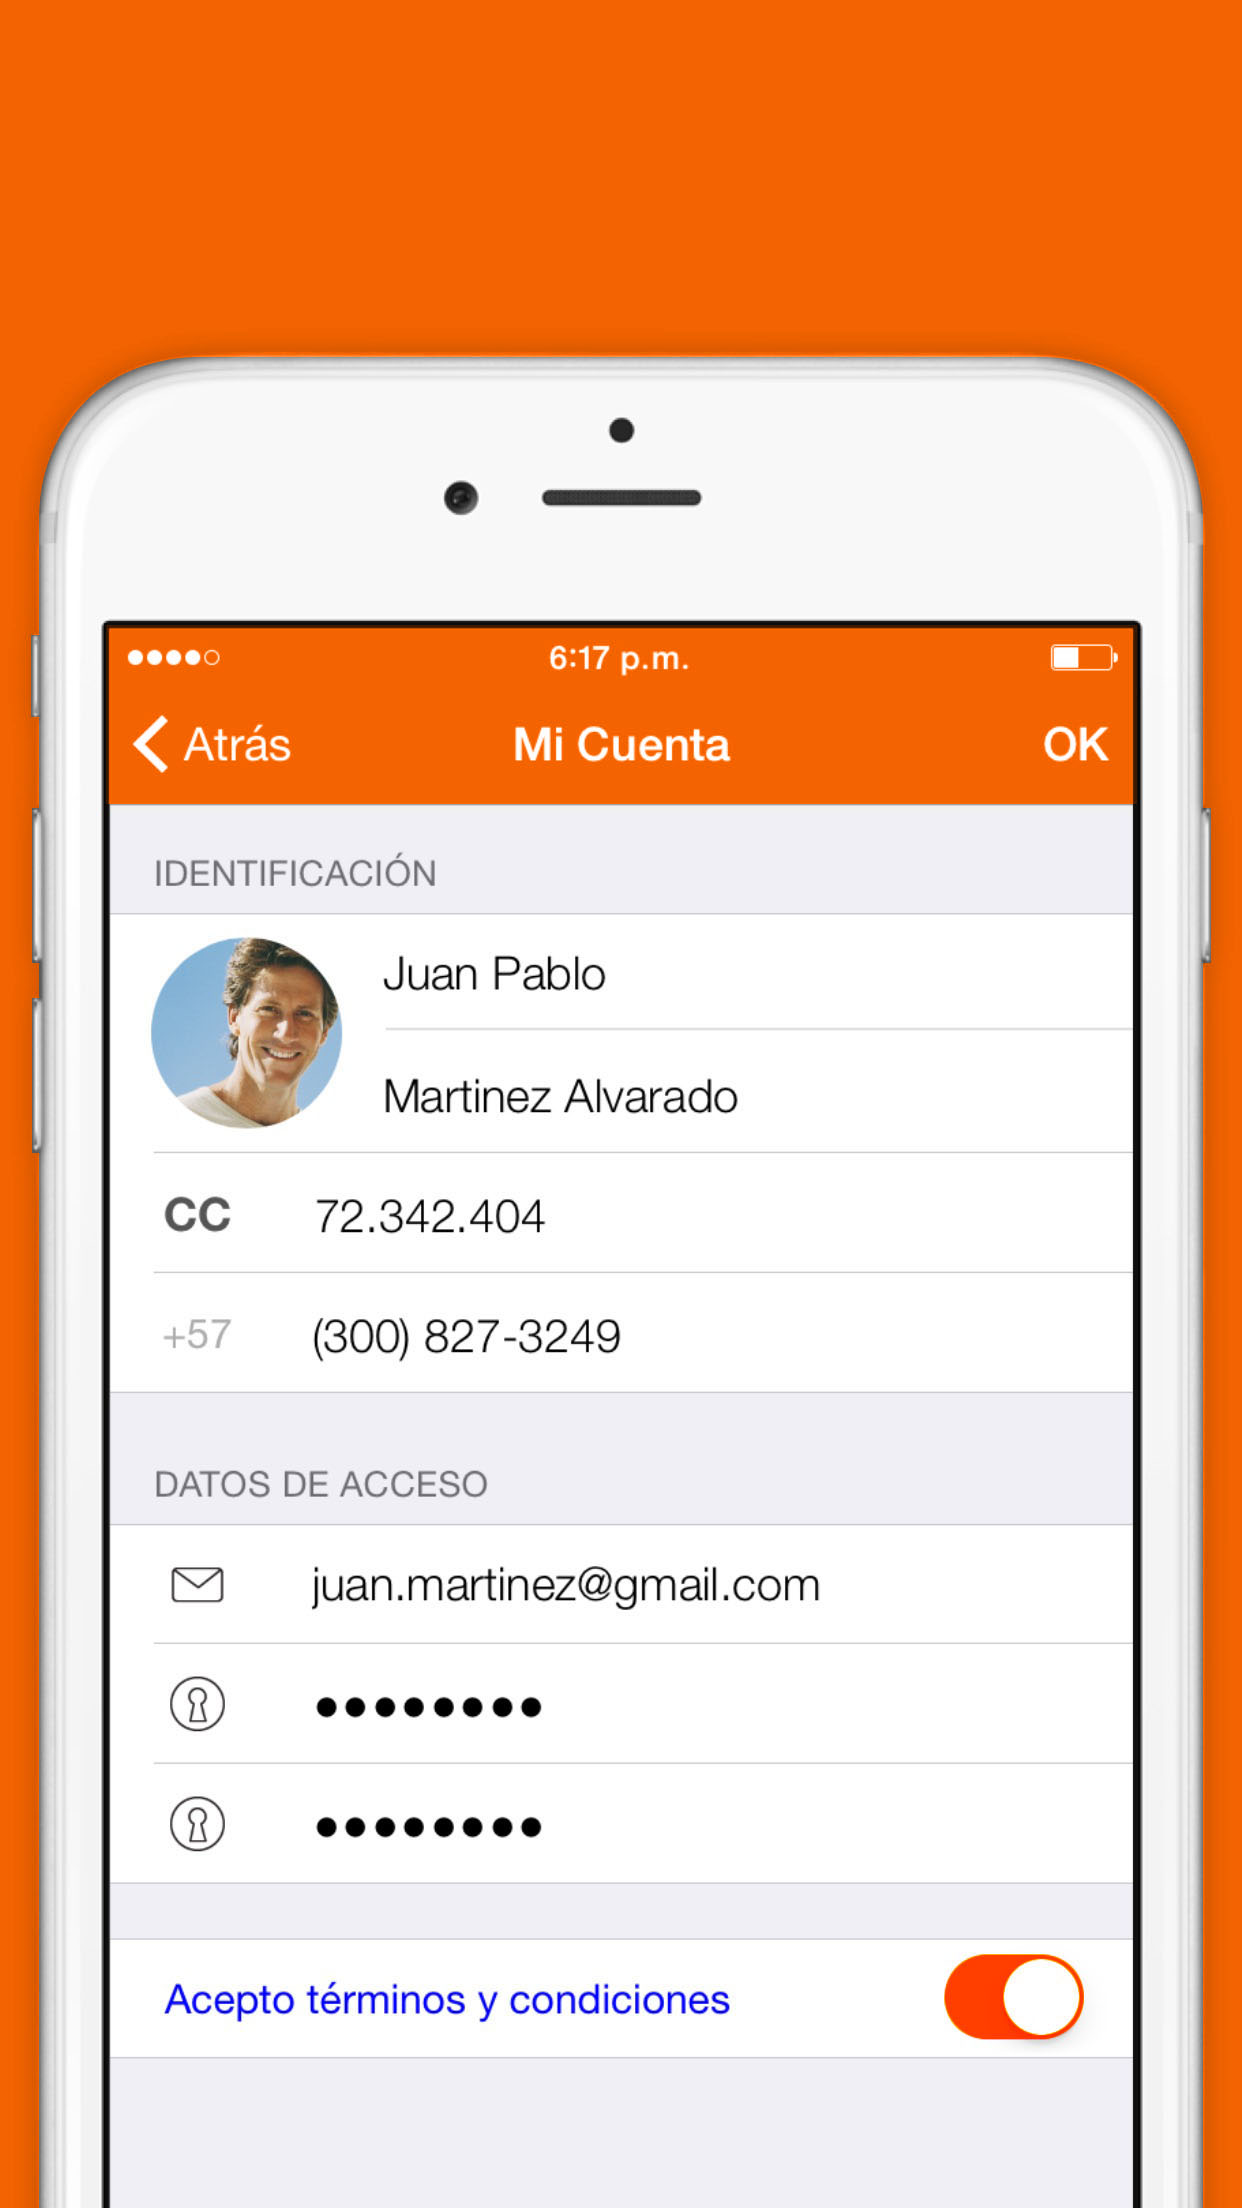 6:17 p.m.
Atrás Mi Cuenta OK
IDENTIFICACIÓN
Juan Pablo
Martinez Alvarado
CC 72.342.404
+57 (300) 827-3249
DATOS DE ACCESO
juan.martinez@gmail.com
●●●●●●●●
●●●●●●●●
Acepto términos y condiciones